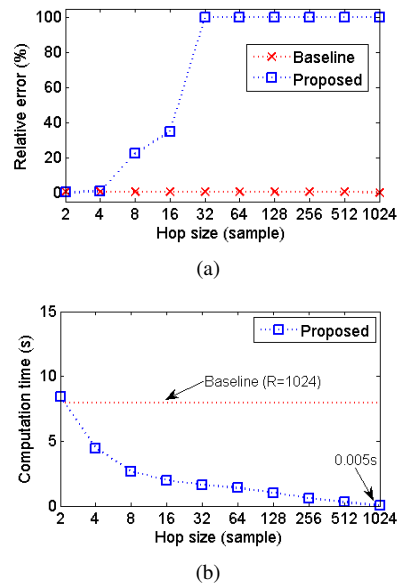 100
80
60
40
20
0
Relative error (%)
Baseline
Proposed
2 4 8 16 32 64 128 256 512 1024
Hop size (sample)
(a)
15
10
5
0
Computation time (s)
Proposed
Baseline (R=1024)
0.005s
2 4 8 16 32 64 128 256 512 1024
Hop size (sample)
(b)